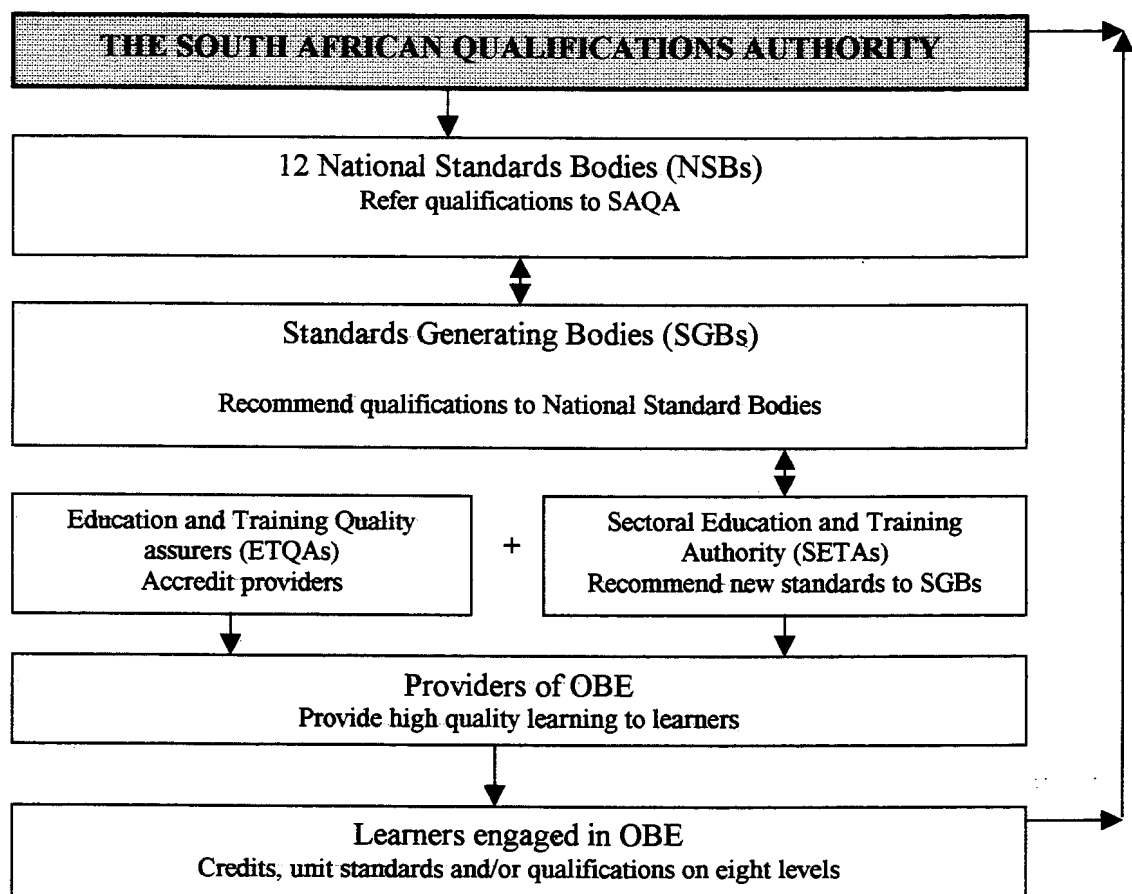 THE SOUTH AFRICAN QUALIFICATIONS AUTHORITY
12 National Standards Bodies (NSBs)
Refer qualifications to SAQA
Standards Generating Bodies (SGBs)
Recommend qualifications to National Standard Bodies
Education and Training Quality
assurers (ETQAs)
Accredit providers
+
Sectoral Education and Training
Authority (SETAs)
Recommend new standards to SGBs
Providers of OBE
Provide high quality learning to learners
Learners engaged in OBE
Credits, unit standards and/or qualifications on eight levels